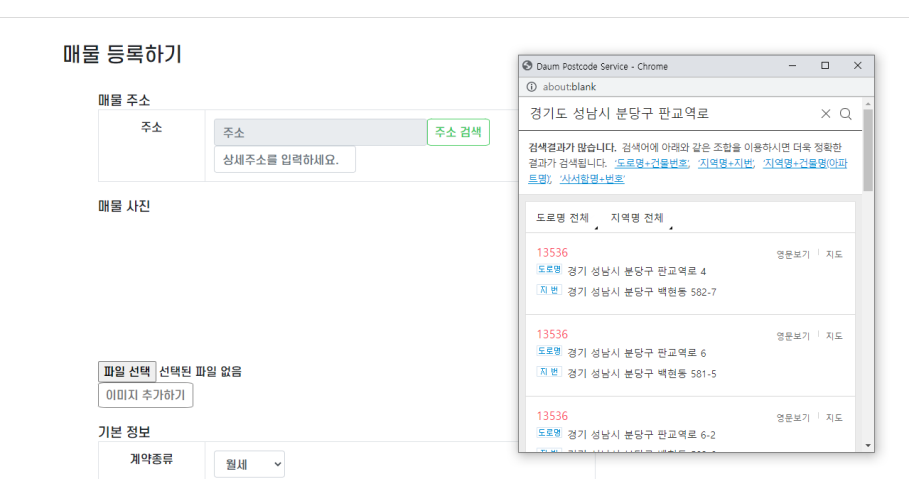 매물 등록하기
매물 주소
주소
주소
주소 검색
상세주소를 입력하세요.
매물 사진
파일 선택 선택된 파일 없음
이미지 추가하기
기본 정보
계약종류
월세
Daum Postcode Service - Chrome
about:blank
경기도 성남시 분당구 판교역로
검색결과가 많습니다. 검색어에 아래와 같은 조합을 이용하시면 더욱 정확한
결과가 검색됩니다. '도로명+건물번호', '지역명+지번', '지역명+건물명(아파
트명)', '사서함명+번호'
도로명 전체 지역명 전체
13536 영문보기 지도
도로명 경기 성남시 분당구 판교역로 4
지번 경기 성남시 분당구 백현동 582-7
13536 영문보기 지도
도로명 경기 성남시 분당구 판교역로 6
지번 경기 성남시 분당구 백현동 581-5
13536 영문보기 지도
도로명 경기 성남시 분당구 판교역로 6-2